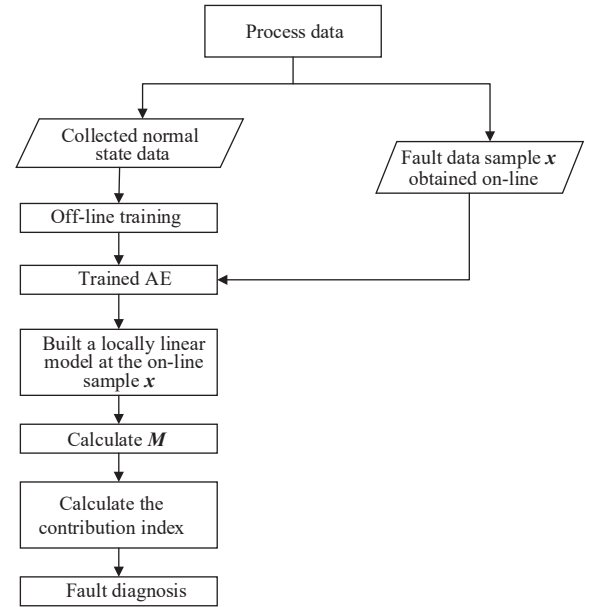 Process data
Collected normal
state data
Fault data sample x
obtained on-line
Off-line training
Trained AE
Built a locally linear
model at the on-line
sample x
Calculate M
Calculate the
contribution index
Fault diagnosis